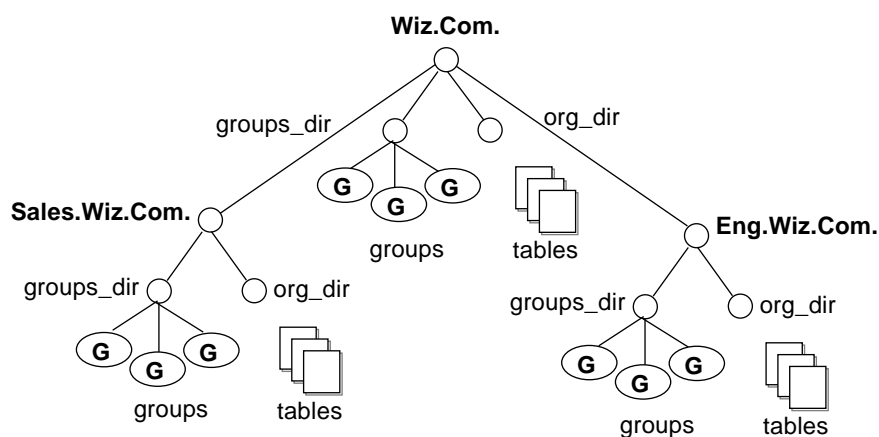 Wiz.Com.
groups_dir
org_dir
G G G
groups
tables
Sales.Wiz.Com.
groups_dir
org_dir
G G G
groups
tables
Eng.Wiz.Com.
groups_dir
org_dir
G G G
groups
tables